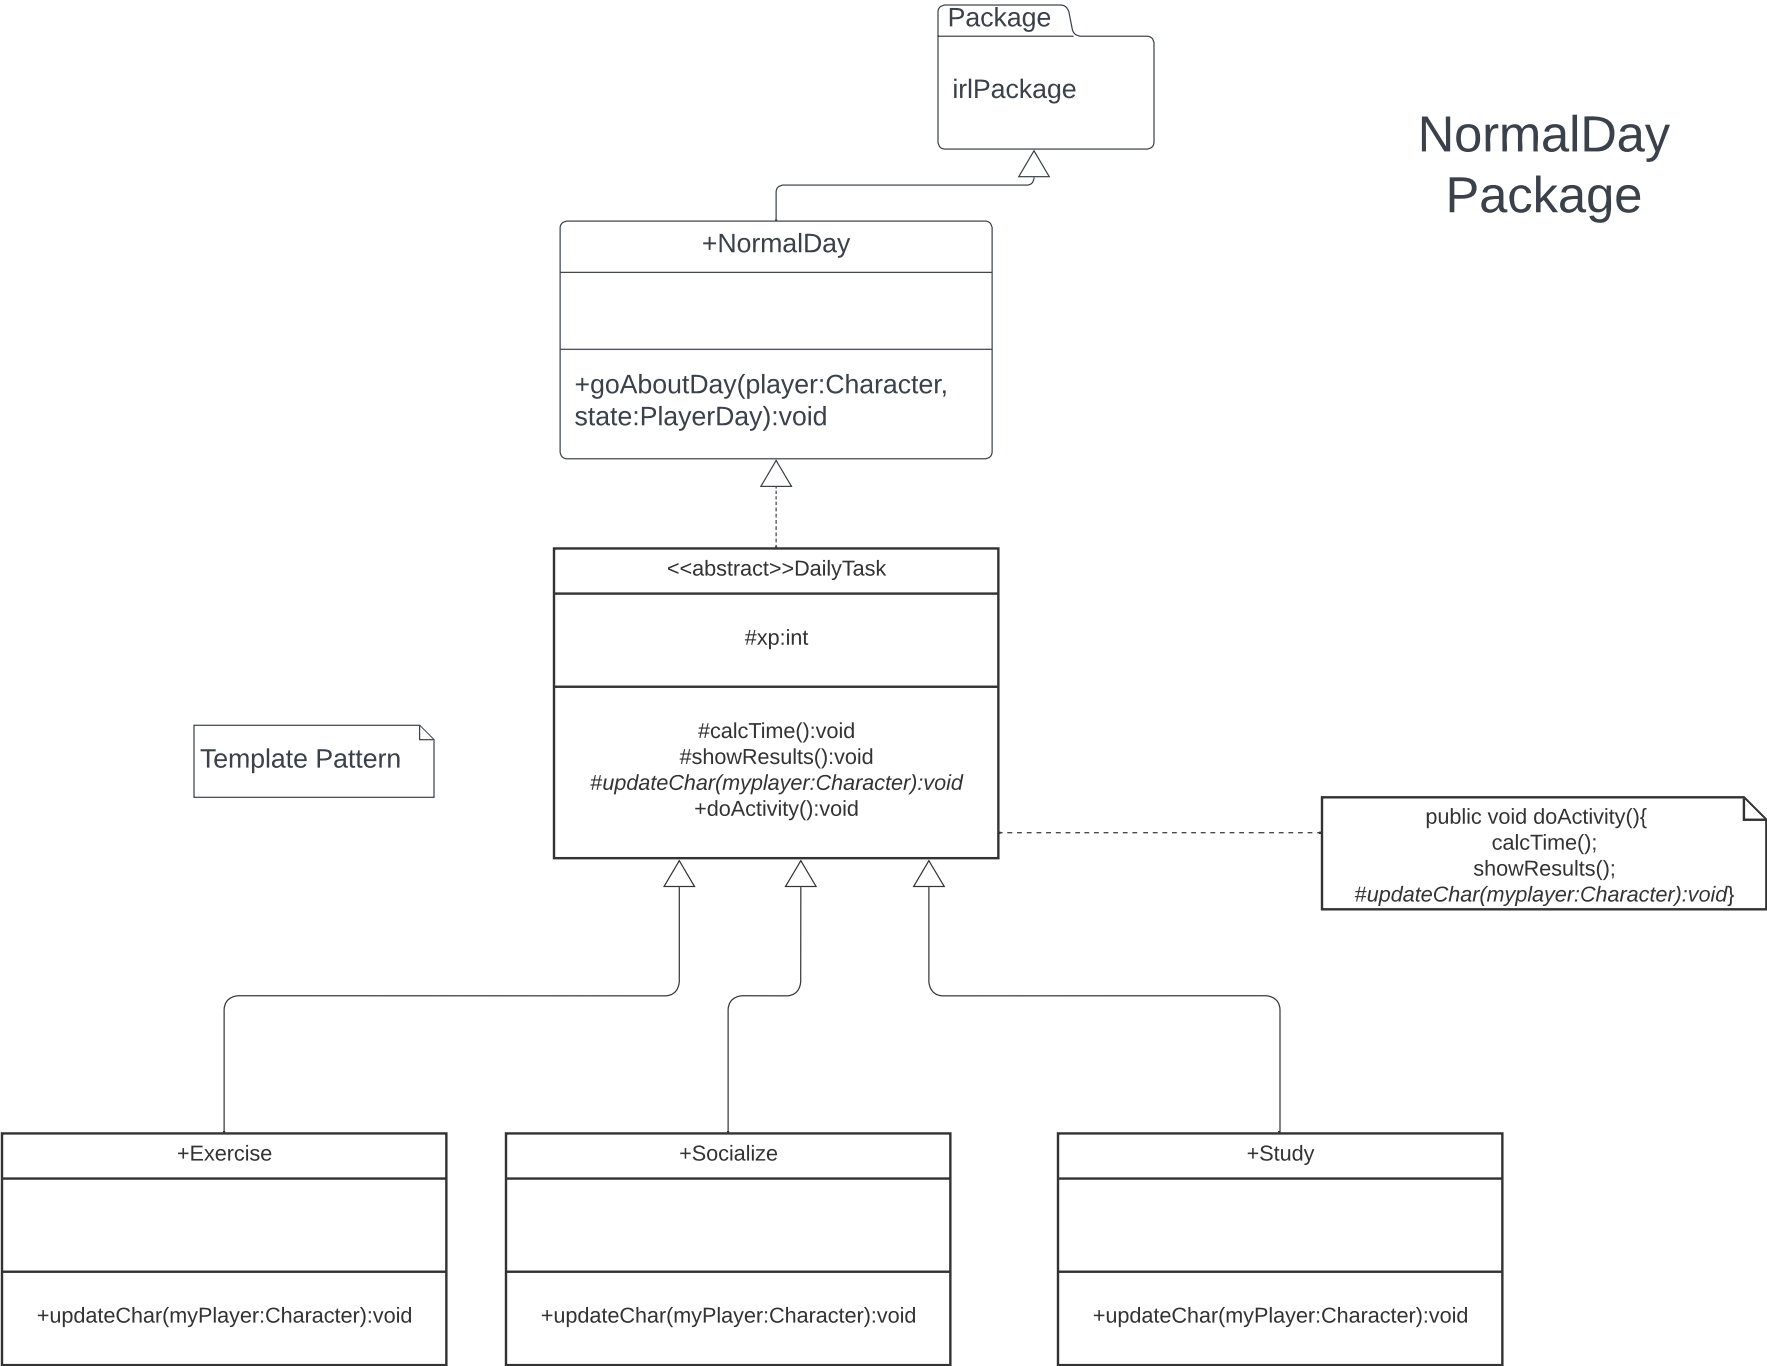 Package
irlPackage
NormalDay
Package
+NormalDay
+goAboutDay(player:Character,
state:PlayerDay):void
<<abstract>>DailyTask
#xp:int
#calcTime():void
#showResults():void
#updateChar(myplayer:Character):void
+doActivity():void
Template Pattern
public void doActivity(){
calcTime();
showResults();
#updateChar(myplayer:Character):void}
+Exercise
+updateChar(myPlayer:Character):void
+Socialize
+updateChar(myPlayer:Character):void
+Study
+updateChar(myPlayer:Character):void